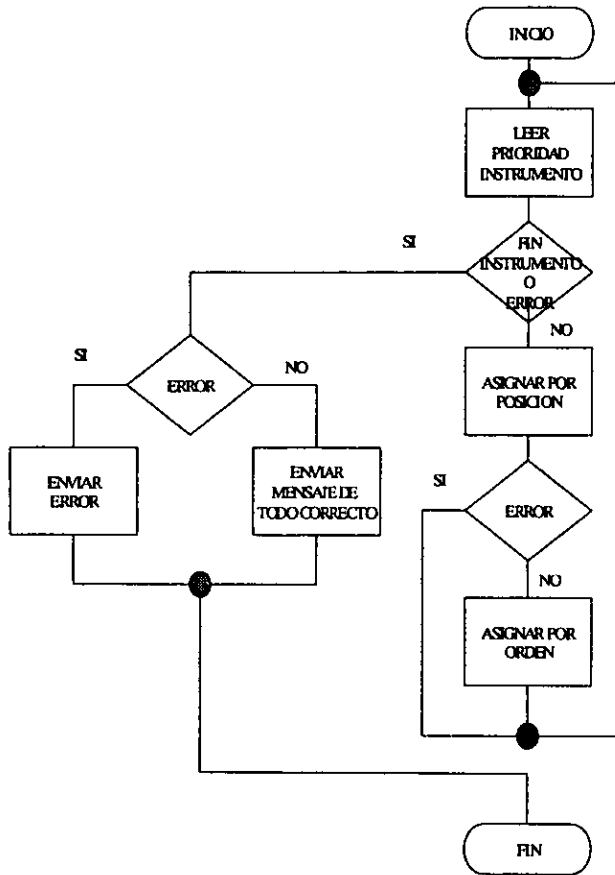 INICIO
LEER
PRIORIDAD
INSTRUMENTO
SI
FIN
INSTRUMENTO
O
ERROR
NO
SI
ERROR
NO
ASIGNAR POR
POSICION
ENVIAR
ERROR
ENVIAR
MENSATE DE
TODO CORRECTO
SI
ERROR
NO
ASIGNAR POR
ORDEN
FIN